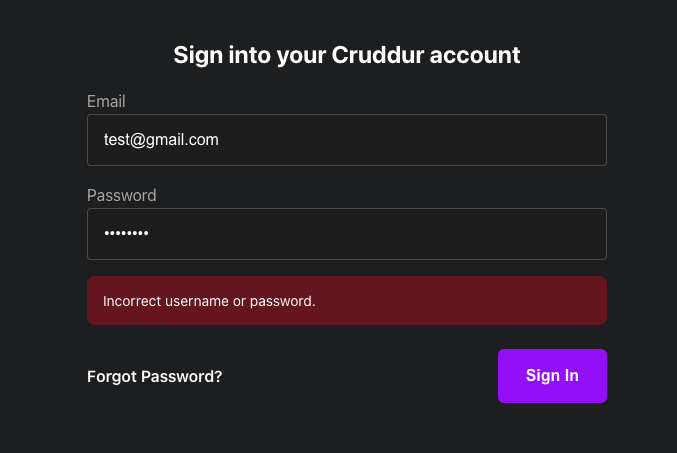 Sign into your Cruddur account
Email
test@gmail.com
Password
••••••••
Incorrect username or password.
Forgot Password?
Sign In